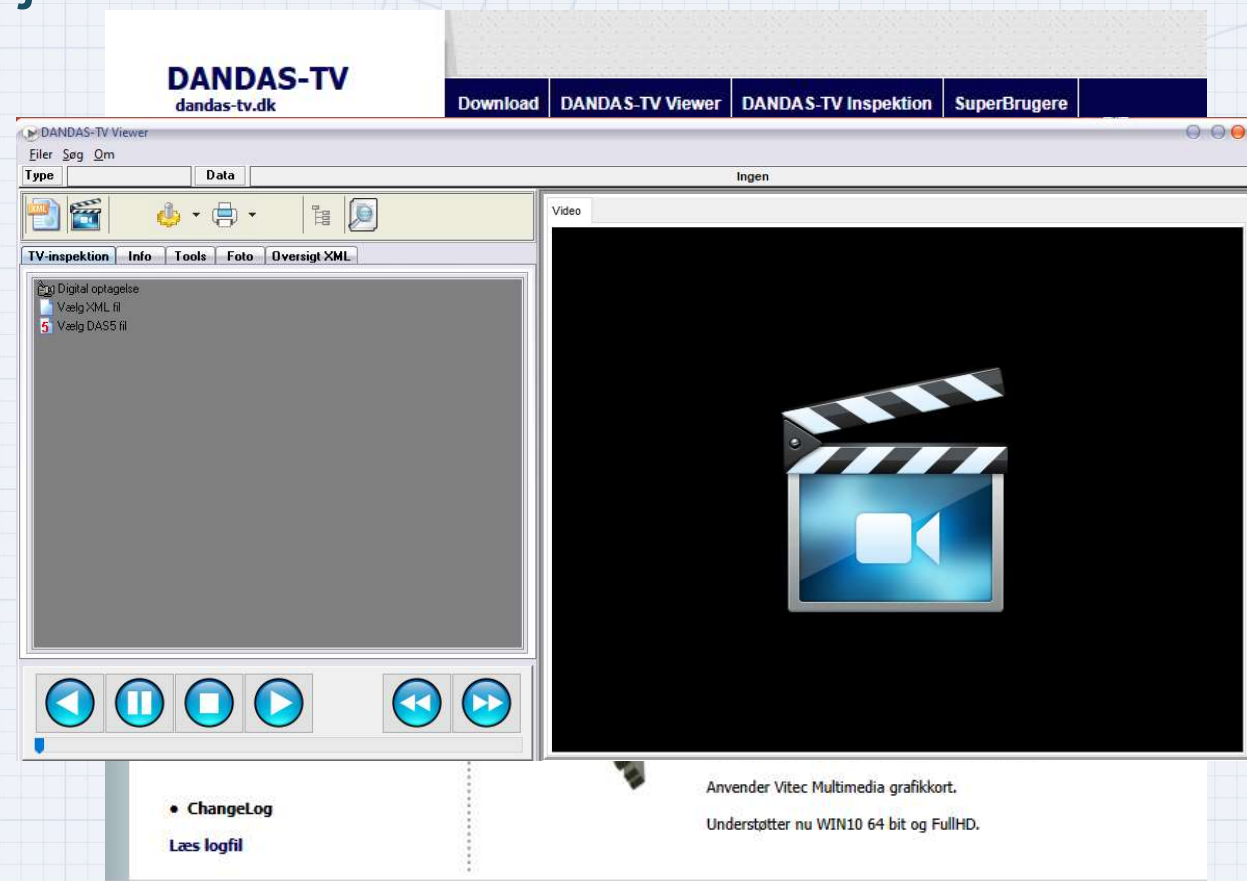 DANDAS-TV
dandas-tv.dk
Download DANDAS-TV Viewer DANDAS-TV Inspektion SuperBrugere
DANDAS-TV Viewer
Filer Søg Om
Type Data Ingen
Video
TV-inspektion Info Tools Foto Oversigt XML
Digital optagelse
Vælg XML fil
5 Vælg DAS5 fil
Anvender Vitec Multimedia grafikkort.
• ChangeLog
Understøtter nu WIN10 64 bit og FullHD.
Læs logfil